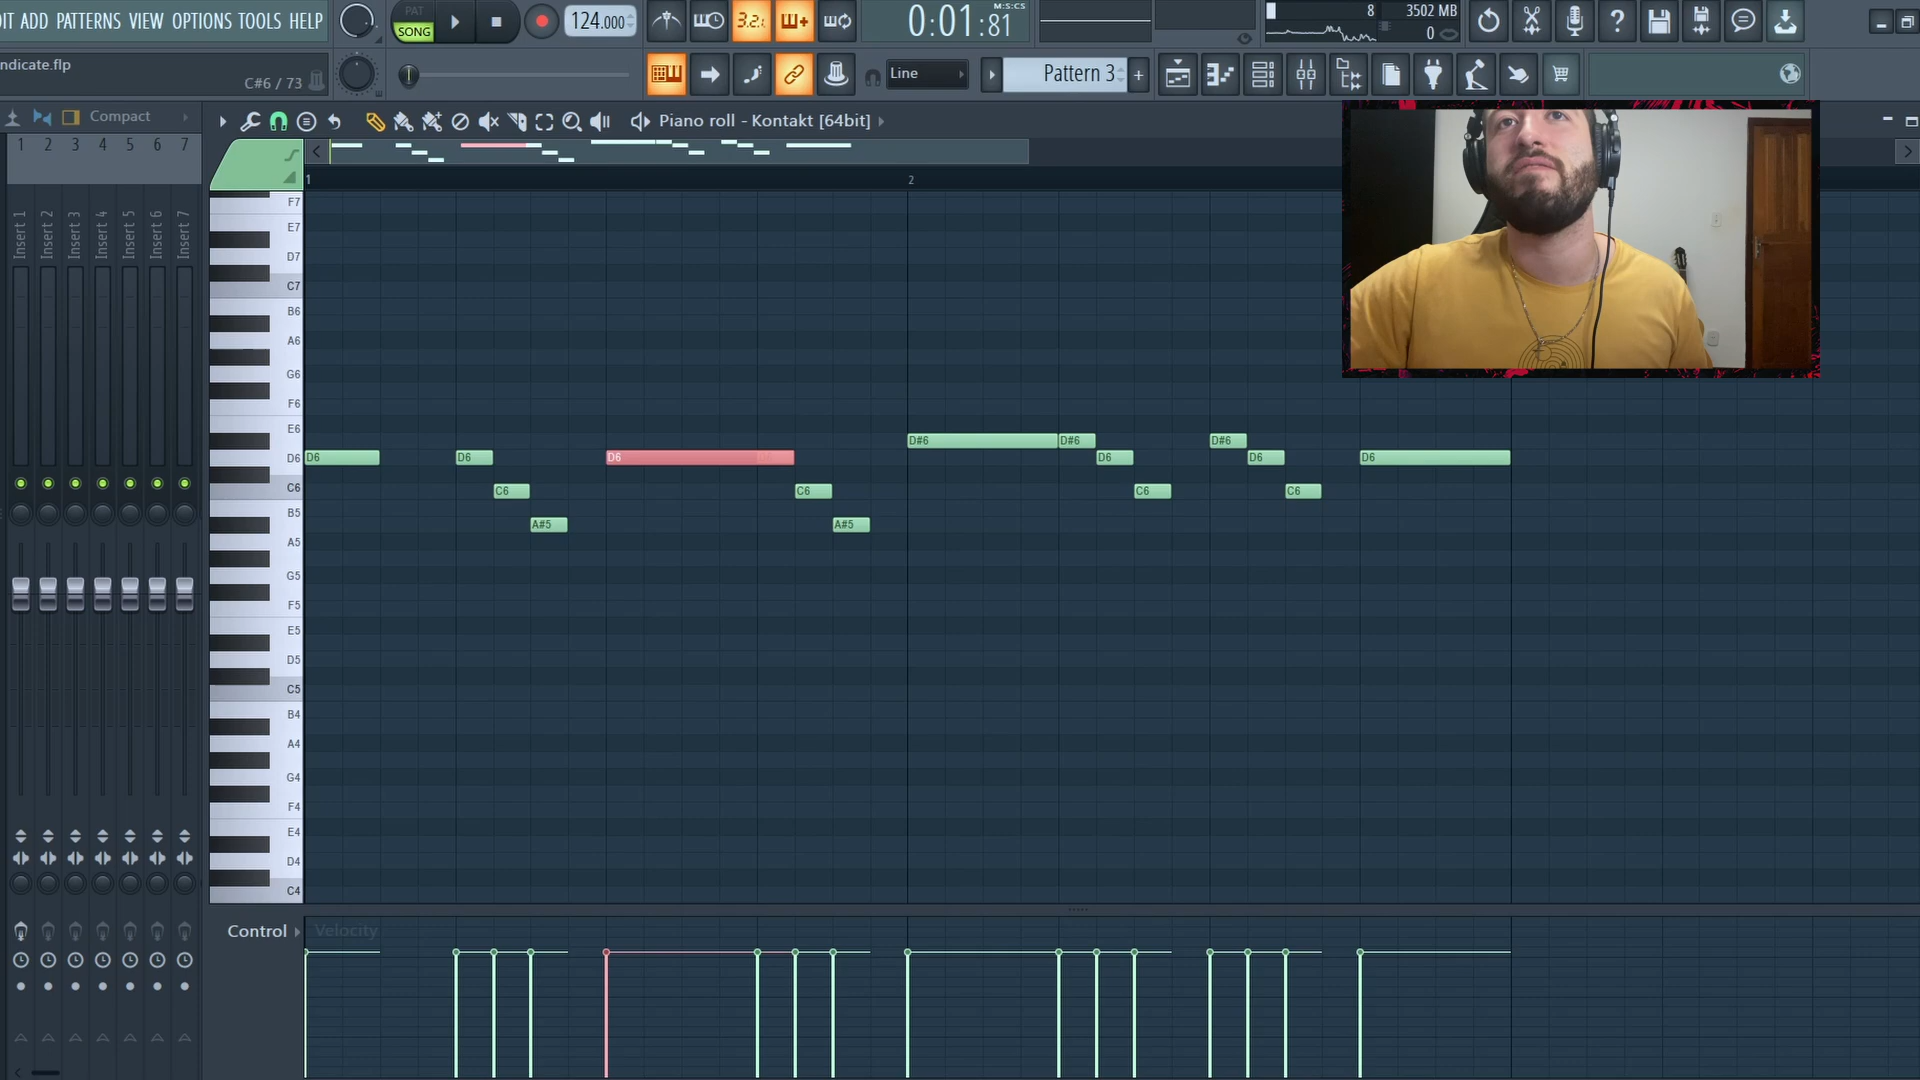 DIT ADD PATTERNS VIEW OPTIONS TOOLS HELP
PAT
SONG
124.000
0:01:81
M:S:CS
8
3502 MB
0
ndicate.flp
C#6 / 73
Line
Pattern 3
Compact
Piano roll - Kontakt [64bit]
1 2 3 4 5 6 7
Insert 1
Insert 2
Insert 3
Insert 4
Insert 5
Insert 6
Insert 7
1
2
F7
E7
D7
C7
B6
A6
G6
F6
E6
D6
C6
B5
A5
G5
F5
E5
D5
C5
B4
A4
G4
F4
E4
D4
C4
D#6 D#6 D#6
D6 D6 D6 D6 D6 D6
C6 C6 C6 C6
A#5 A#5
Control
Velocity